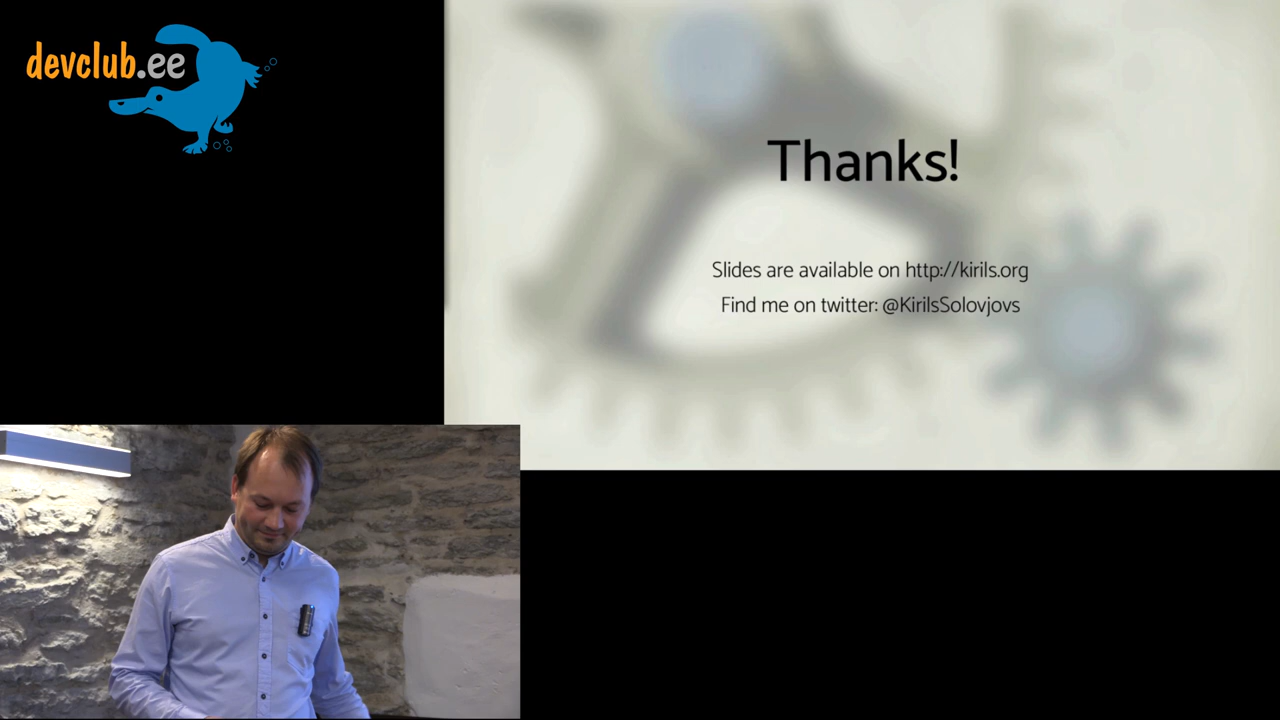 devclub.ee
Thanks!
Slides are available on http://kirils.org
Find me on twitter: @KirilsSolovjovs